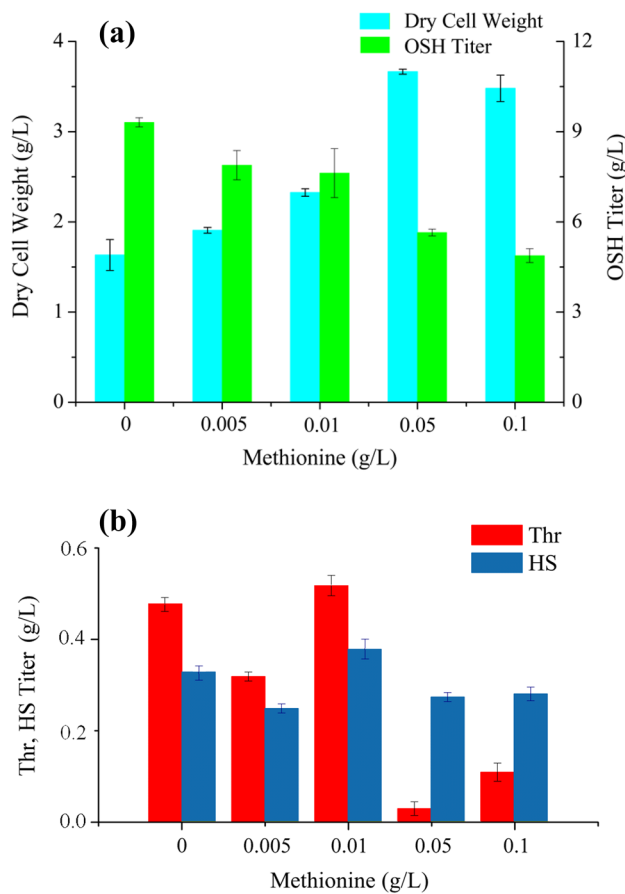 (a)
Dry Cell Weight
OSH Titer
4
3
2
1
0
Dry Cell Weight (g/L)
12
9
6
3
0
OSH Titer (g/L)
0 0.005 0.01 0.05 0.1
Methionine (g/L)
(b)
Thr
HS
0.6
0.4
0.2
0.0
Thr, HS Titer (g/L)
0 0.005 0.01 0.05 0.1
Methionine (g/L)